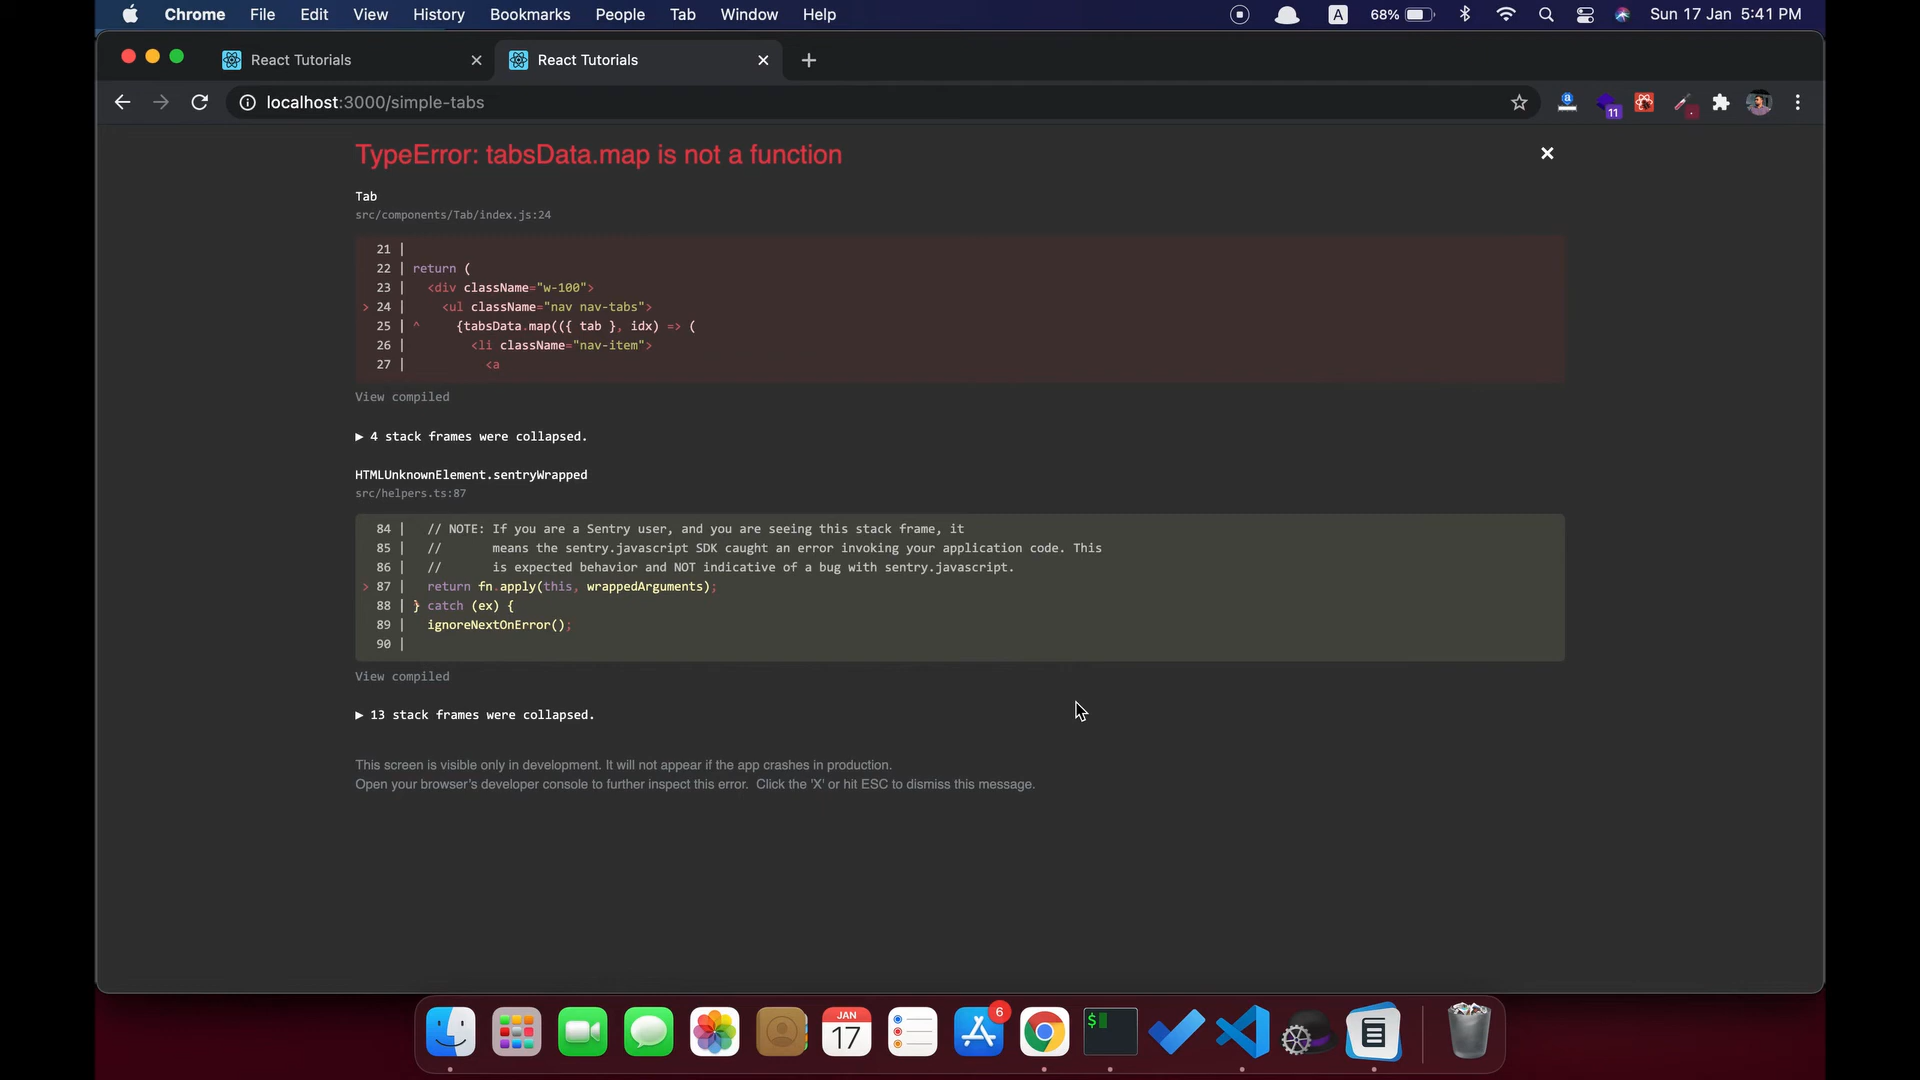 Chrome File Edit View History Bookmarks People Tab Window Help A 68% Sun 17 Jan 5:41 PM
React Tutorials React Tutorials
localhost:3000/simple-tabs 11
TypeError: tabsData.map is not a function
Tab
src/components/Tab/index.js:24
21 |
22 | return (
23 | <div className="w-100">
> 24 | <ul className="nav nav-tabs">
25 | ^ {tabsData.map(({ tab }, idx) => (
26 | <li className="nav-item">
27 | <a
View compiled
▶ 4 stack frames were collapsed.
HTMLUnknownElement.sentryWrapped
src/helpers.ts:87
84 | // NOTE: If you are a Sentry user, and you are seeing this stack frame, it
85 | // means the sentry.javascript SDK caught an error invoking your application code. This
86 | // is expected behavior and NOT indicative of a bug with sentry.javascript.
> 87 | return fn.apply(this, wrappedArguments);
88 | } catch (ex) {
89 | ignoreNextOnError();
90 |
View compiled
▶ 13 stack frames were collapsed.
This screen is visible only in development. It will not appear if the app crashes in production.
Open your browser's developer console to further inspect this error. Click the 'X' or hit ESC to dismiss this message.
JAN
17
6
$